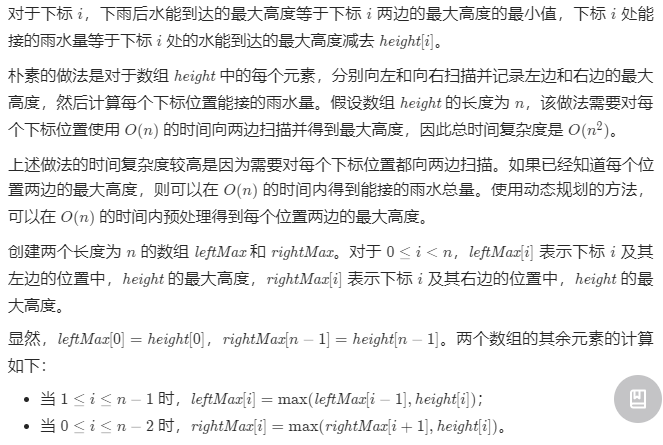 对于下标 i，下雨后水能到达的最大高度等于下标 i 两边的最大高度的最小值，下标 i 处能
接的雨水量等于下标 i 处的水能到达的最大高度减去 height[i]。
朴素的做法是对于数组 height 中的每个元素，分别向左和向右扫描并记录左边和右边的最大
高度，然后计算每个下标位置能接的雨水量。假设数组 height 的长度为 n，该做法需要对每
个下标位置使用 O(n) 的时间向两边扫描并得到最大高度，因此总时间复杂度是 O(n²)。
上述做法的时间复杂度较高是因为需要对每个下标位置都向两边扫描。如果已经知道每个位
置两边的最大高度，则可以在 O(n) 的时间内得到能接的雨水总量。使用动态规划的方法，
可以在 O(n) 的时间内预处理得到每个位置两边的最大高度。
创建两个长度为 n 的数组 leftMax 和 rightMax。对于 0 ≤ i < n，leftMax[i] 表示下标 i 及其
左边的位置中，height 的最大高度，rightMax[i] 表示下标 i 及其右边的位置中，height 的最
大高度。
显然，leftMax[0] = height[0]，rightMax[n − 1] = height[n − 1]。两个数组的其余元素的计算
如下：
• 当 1 ≤ i ≤ n − 1 时，leftMax[i] = max(leftMax[i − 1], height[i])；
• 当 0 ≤ i ≤ n − 2 时，rightMax[i] = max(rightMax[i + 1], height[i])。